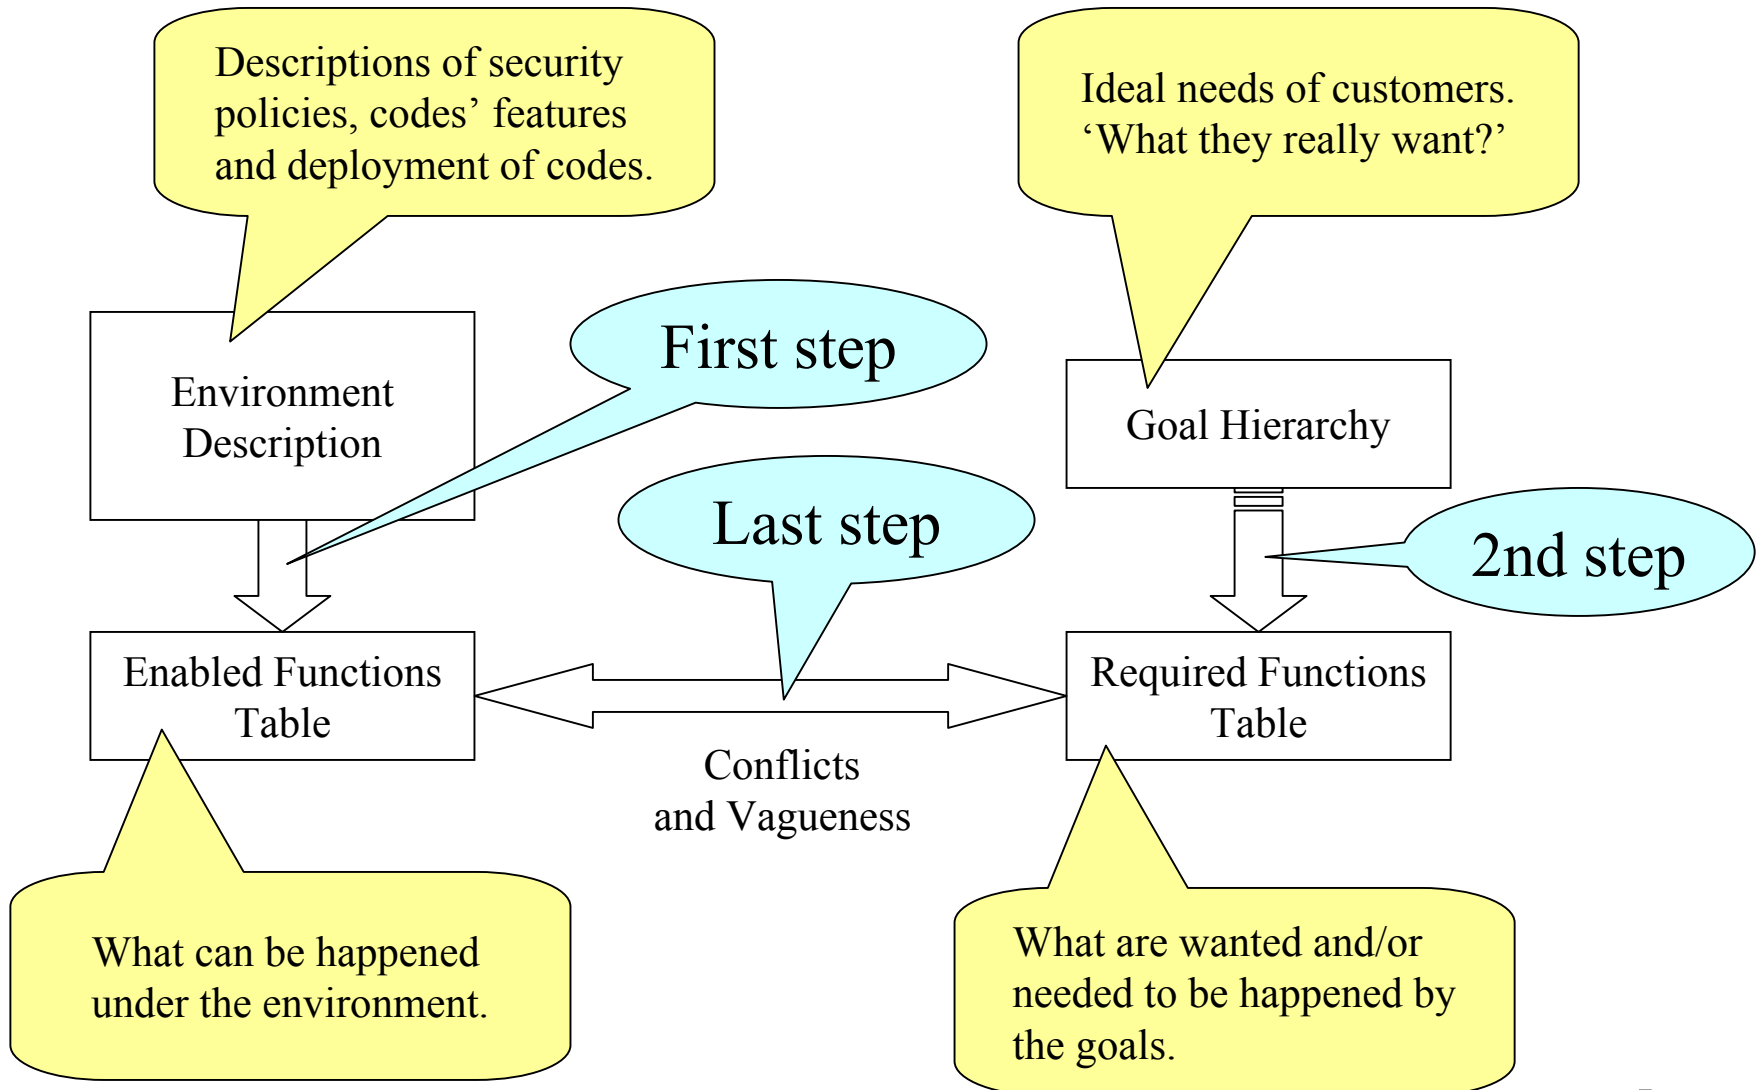 Descriptions of security
policies, codes’ features
and deployment of codes.
Ideal needs of customers.
‘What they really want?’
First step
Environment
Description
Goal Hierarchy
Last step
2nd step
Enabled Functions
Table
Required Functions
Table
Conflicts
and Vagueness
What can be happened
under the environment.
What are wanted and/or
needed to be happened by
the goals.